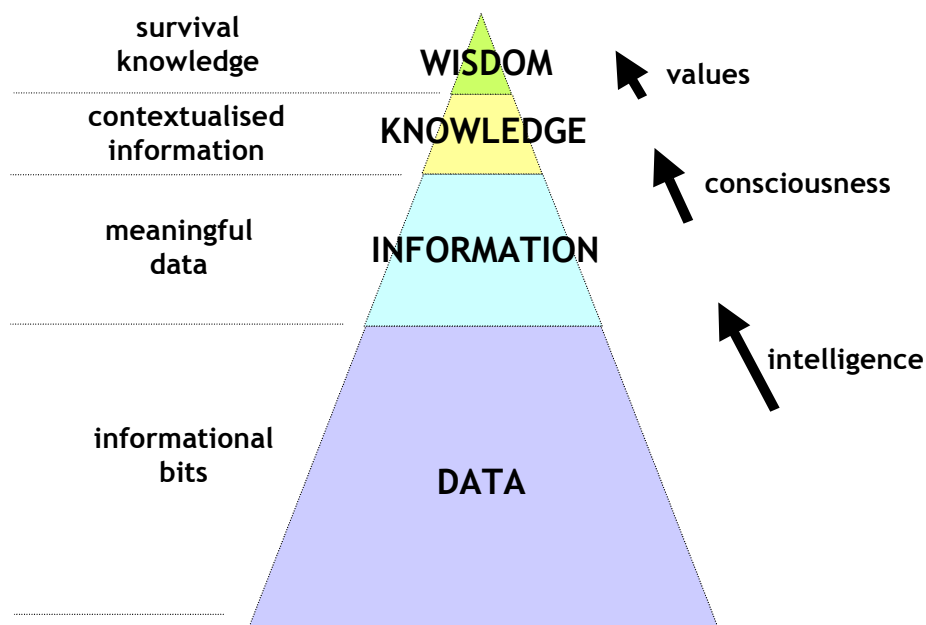 survival
knowledge
WISDOM
values
contextualised
information
KNOWLEDGE
consciousness
meaningful
data
INFORMATION
intelligence
informational
bits
DATA